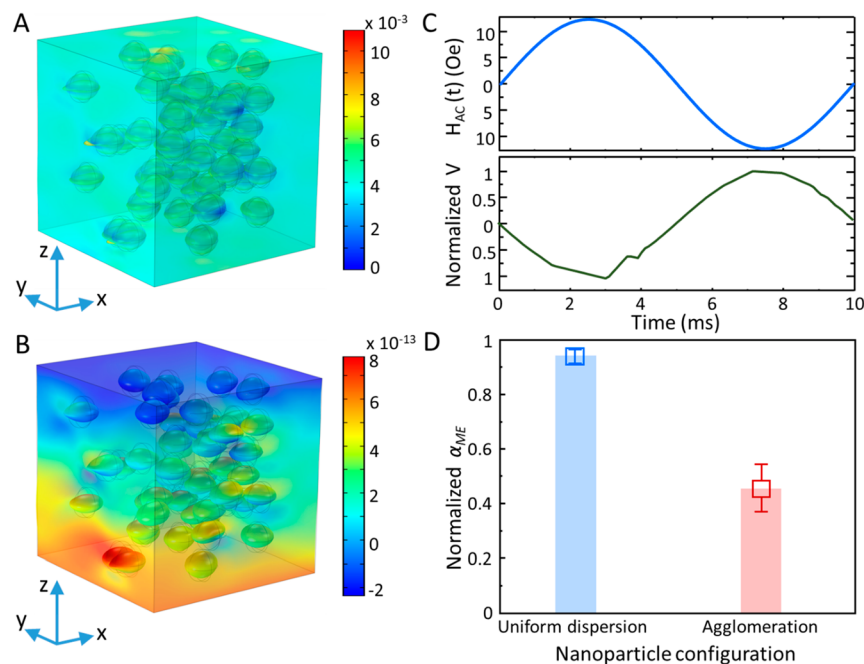 A
x 10⁻³
10
8
6
4
2
0
z
y
x
B
x 10⁻¹³
8
6
4
2
0
-2
z
y
x
C
H_AC (t) (Oe)
10
5
0
5
10
Normalized V
1
0.5
0
0.5
1
0 2 4 6 8 10
Time (ms)
D
Normalized α_ME
1
0.8
0.6
0.4
0.2
0
Uniform dispersion Agglomeration
Nanoparticle configuration